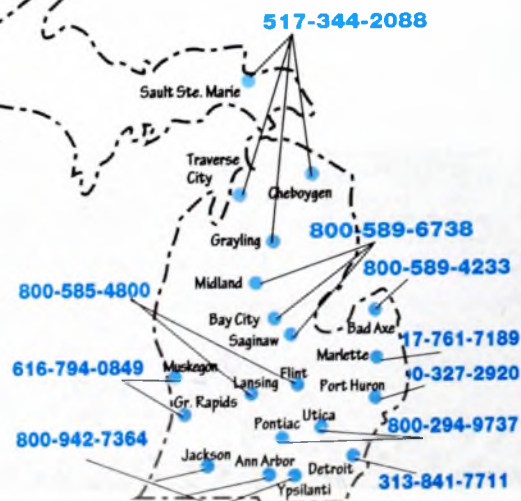 517-344-2088
Sault Ste. Marie
Traverse
City
Cheboygen
Grayling
800-589-6738
800-589-4233
Midland
800-585-4800
Bay City
Bad Axe
Saginaw
17-761-7189
Marlette
616-794-0849
Muskegon
Lansing
Flint
Port Huron
0-327-2920
Gr. Rapids
Pontiac
Utica
800-294-9737
800-942-7364
Jackson
Ann Arbor
Detroit
313-841-7711
Ypsilanti